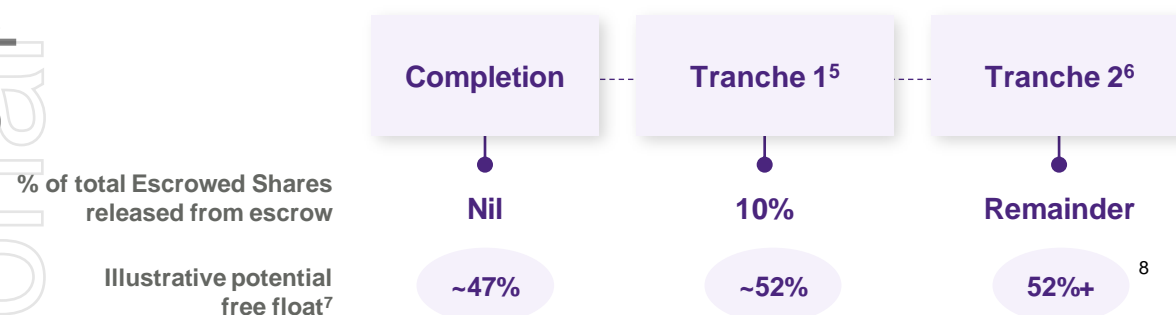 Completion
Tranche 1⁵
Tranche 2⁶
% of total Escrowed Shares
released from escrow
Nil
10%
Remainder
Illustrative potential
free float⁷
~47%
~52%
52%+
8